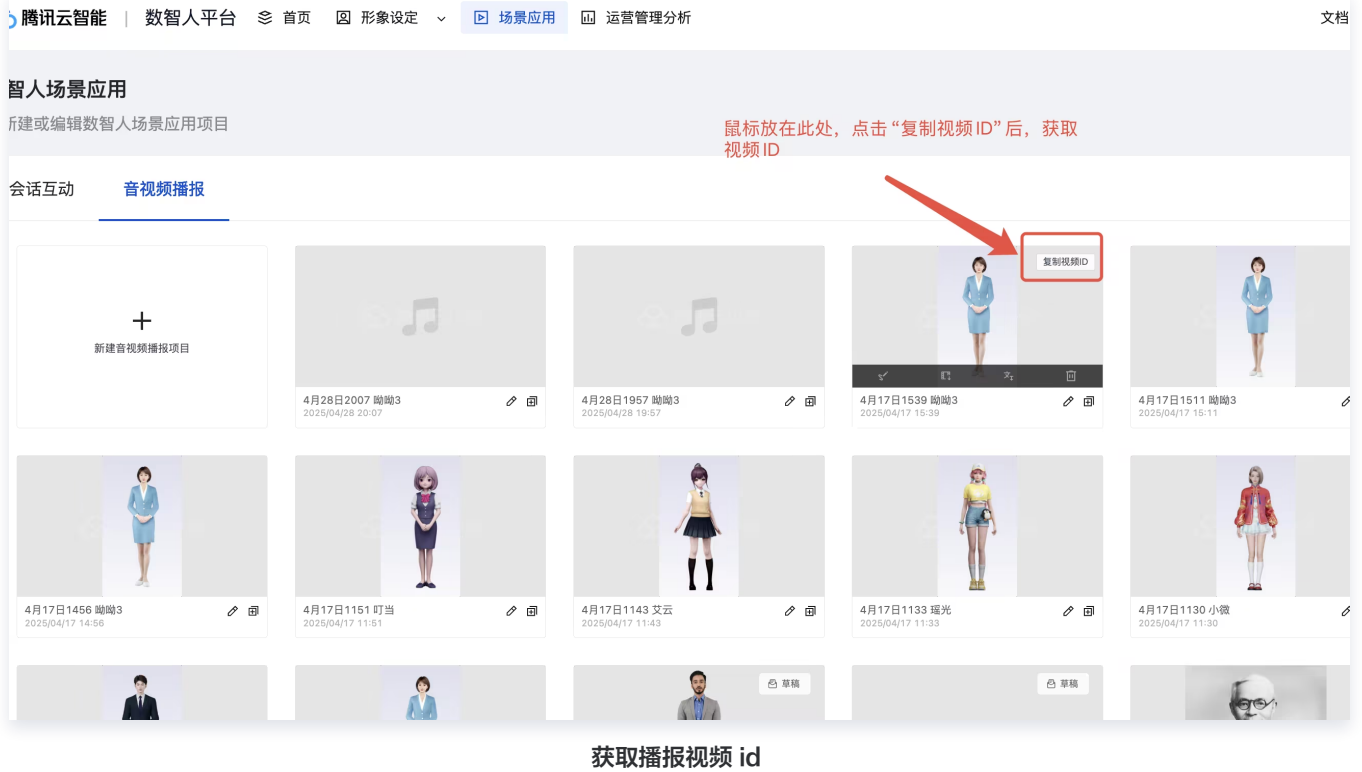 腾讯云智能 | 数智人平台 首页 形象设定 场景应用 运营管理分析 文档
智人场景应用
新建或编辑数智人场景应用项目
鼠标放在此处，点击“复制视频ID”后，获取
视频ID
会话互动 音视频播报
复制视频ID
新建音视频播报项目
4月28日2007 呦呦3
2025/04/28 20:07
4月28日1957 呦呦3
2025/04/28 19:57
4月17日1539 呦呦3
2025/04/17 15:39
4月17日1511 呦呦3
2025/04/17 15:11
4月17日1456 呦呦3
2025/04/17 14:56
4月17日1151 叮当
2025/04/17 11:51
4月17日1143 艾云
2025/04/17 11:43
4月17日1133 瑶光
2025/04/17 11:33
4月17日1130 小微
2025/04/17 11:30
草稿
草稿
获取播报视频 id